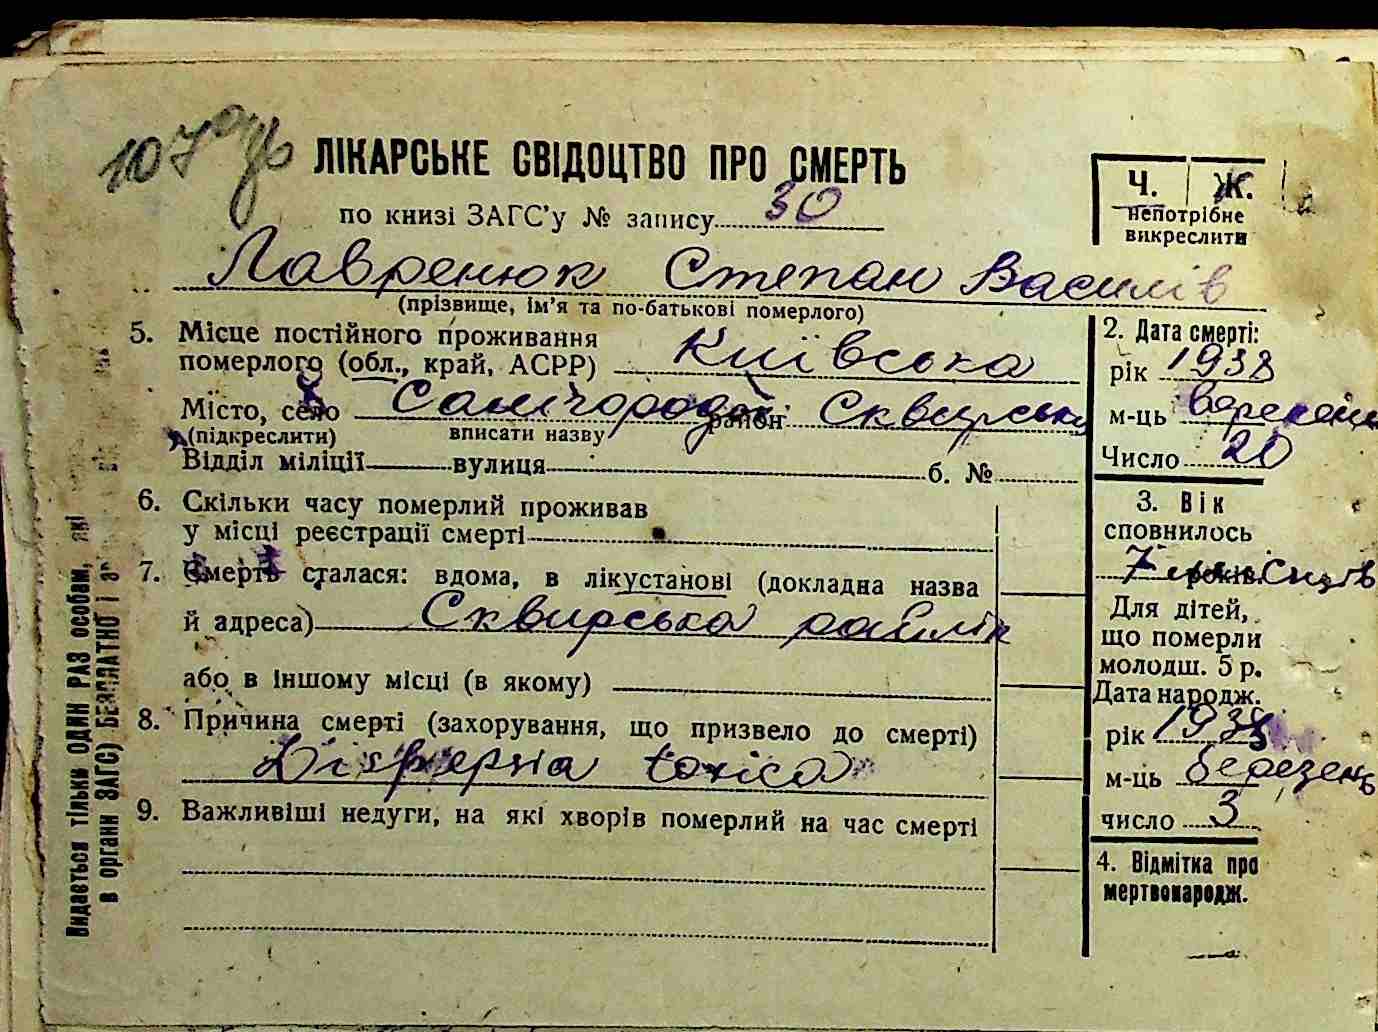 107
ЛІКАРСЬКЕ СВІДОЦТВО ПРО СМЕРТЬ
по книзі ЗАГС'у № запису 30
Ч. Ж.
непотрібне
викреслити
Лавренюк Степан Василів
(прізвище, ім'я та по-батькові померлого)
5. Місце постійного проживання
померлого (обл., край, АСРР) Київська
Місто, село Самгородок район Сквирськ
(підкреслити) вписати назву
Відділ міліції вулиця б. №
6. Скільки часу померлий проживав
у місці реєстрації смерті
7. Смерть сталася: вдома, в лікустанові (докладна назва
й адреса) Сквирська райлік
або в іншому місці (в якому)
8. Причина смерті (захорування, що призвело до смерті)
toxica
9. Важливіші недуги, на які хворів померлий на час смерті
2. Дата смерті:
рік 1938
м-ць
Число 20
3. Вік
сповнилось
7 місяців
Для дітей,
що померли
молодш. 5 р.
Дата народж.
рік 1938
м-ць березень
число 3
4. Відмітка про
мертвонародж.
Видається тільки ОДИН РАЗ особам, які
в органи ЗАГС) БЕЗПЛАТНО і